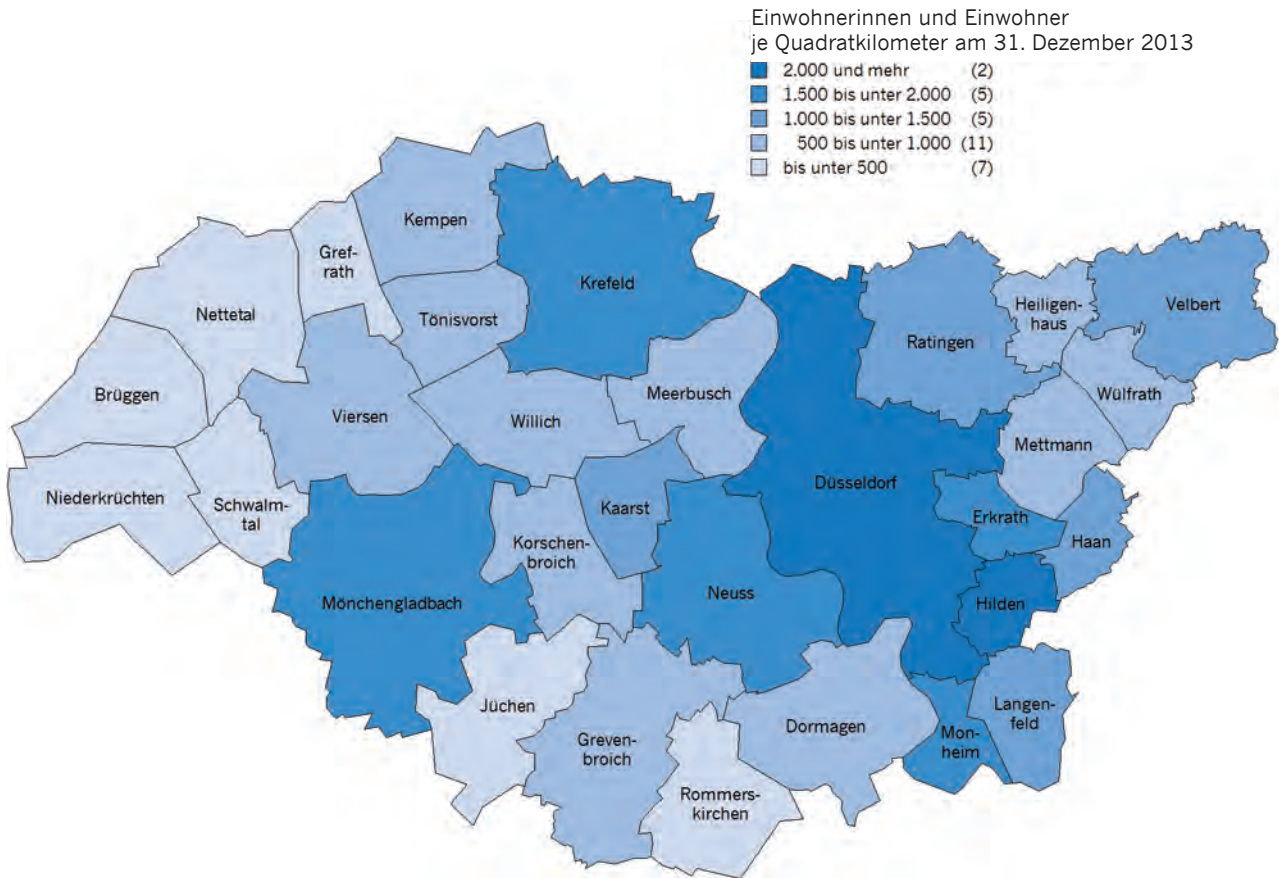 Einwohnerinnen und Einwohner
je Quadratkilometer am 31. Dezember 2013
2.000 und mehr (2)
1.500 bis unter 2.000 (5)
1.000 bis unter 1.500 (5)
500 bis unter 1.000 (11)
bis unter 500 (7)
Kempen
Gref-
rath
Krefeld
Nettetal
Tönisvorst
Heiligen-
haus
Velbert
Ratingen
Brüggen
Viersen
Willich
Meerbusch
Wülfrath
Mettmann
Niederkrüchten
Schwalm-
tal
Düsseldorf
Kaarst
Erkrath
Haan
Korschen-
broich
Mönchengladbach
Neuss
Hilden
Jüchen
Langen-
feld
Dormagen
Mon-
heim
Greven-
broich
Rommers-
kirchen